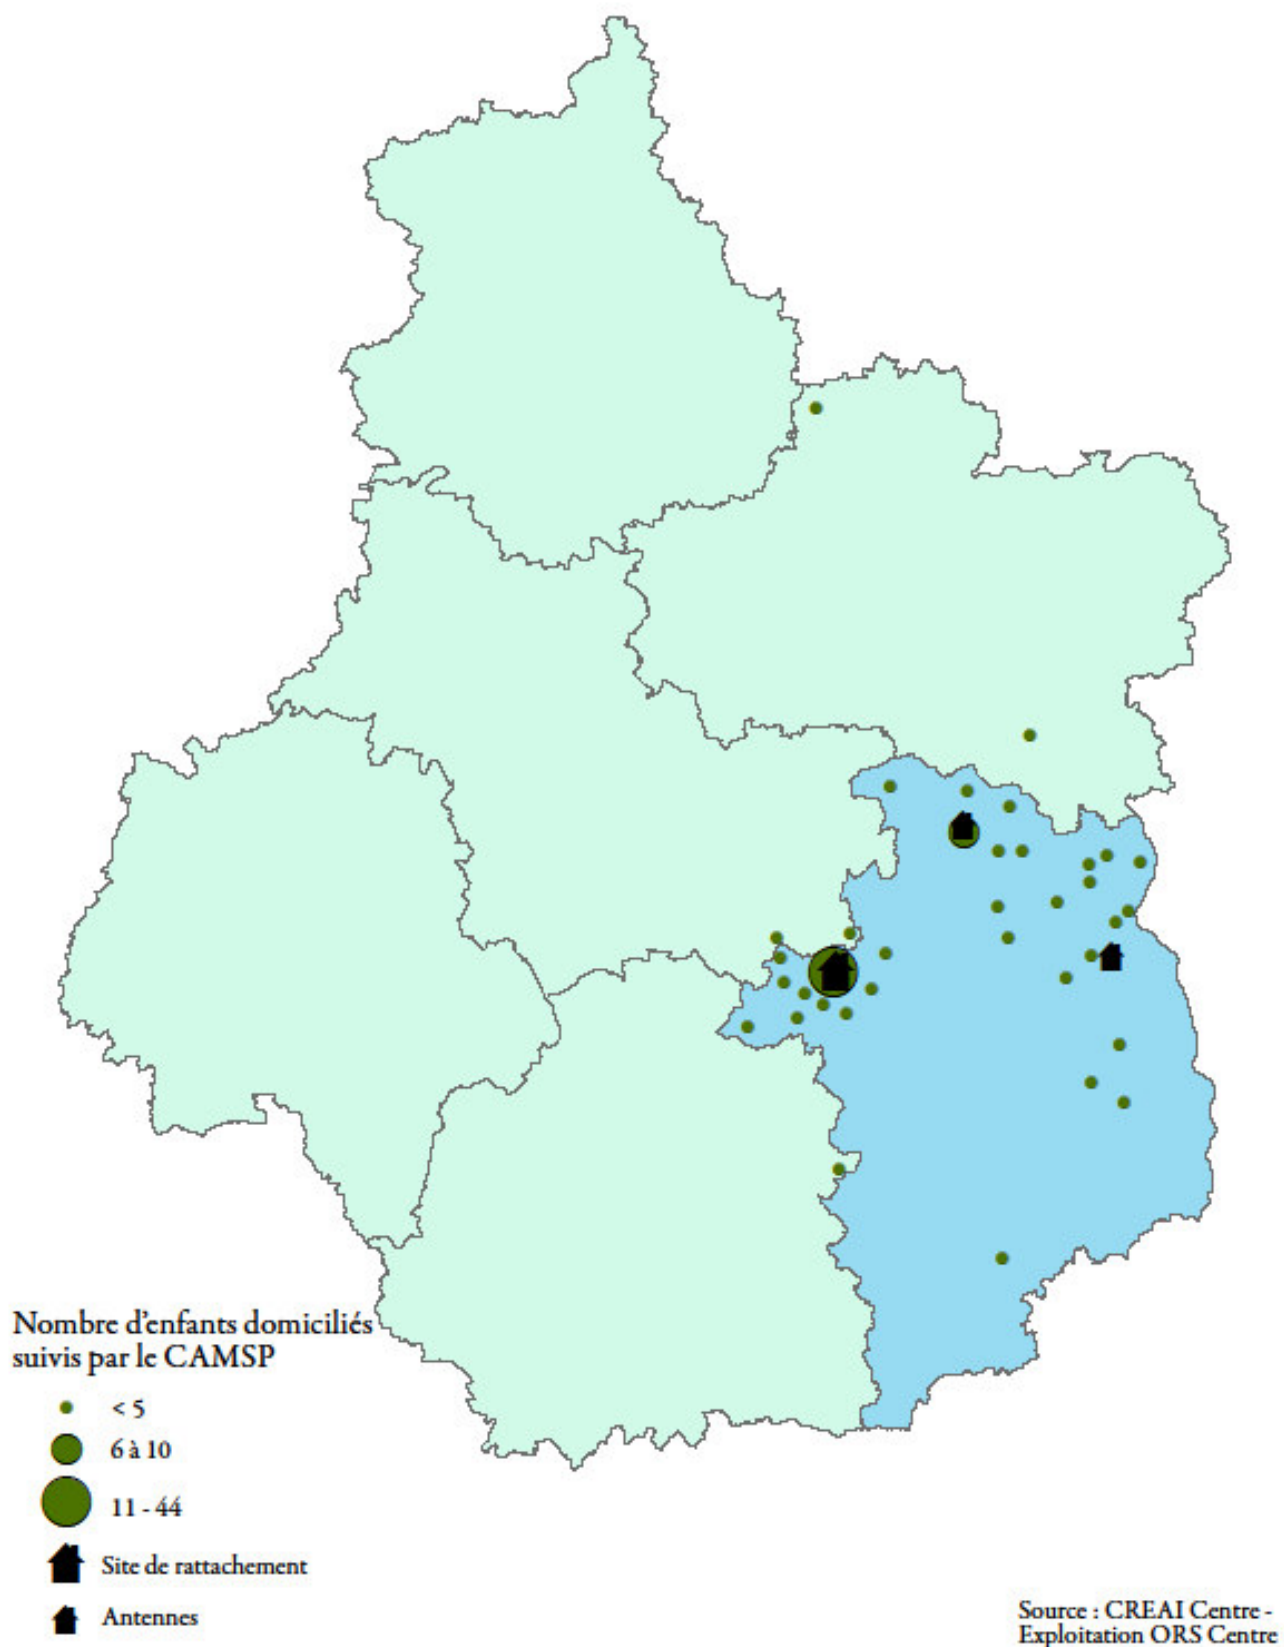 Nombre d'enfants domiciliés
suivis par le CAMSP
< 5
6 à 10
11 - 44
Site de rattachement
Antennes
Source : CREAI Centre -
Exploitation ORS Centre